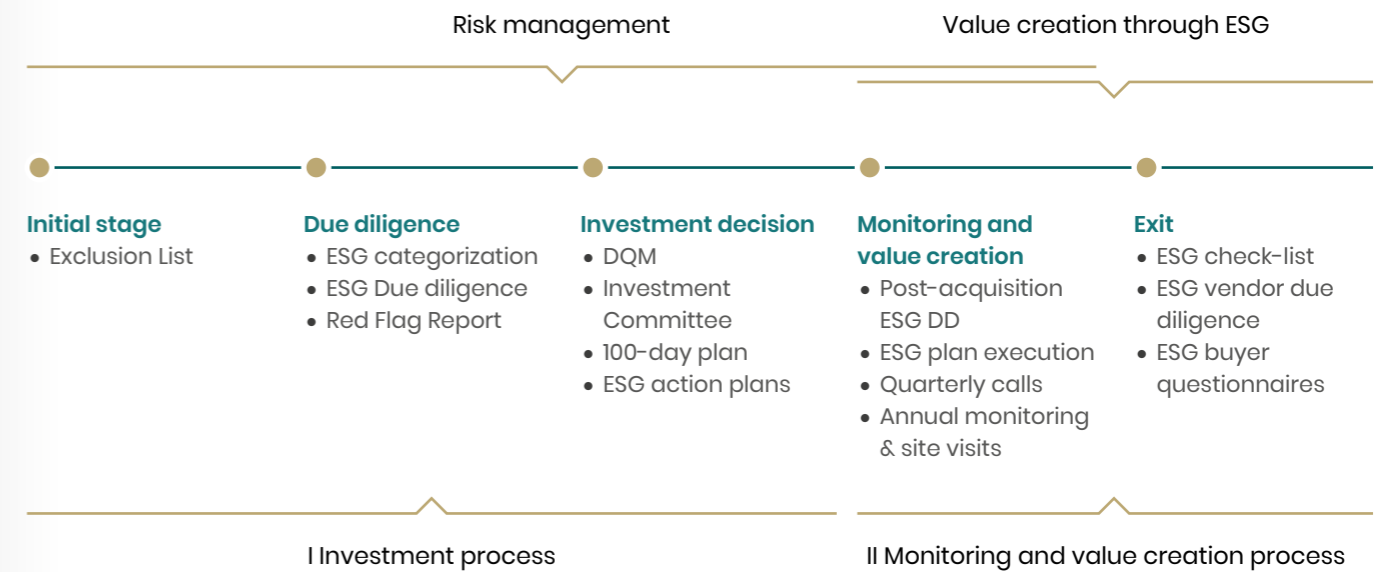 Risk management
Value creation through ESG
Initial stage
• Exclusion List
Due diligence
• ESG categorization
• ESG Due diligence
• Red Flag Report
Investment decision
• DQM
• Investment
Committee
• 100-day plan
• ESG action plans
Monitoring and
value creation
• Post-acquisition
ESG DD
• ESG plan execution
• Quarterly calls
• Annual monitoring
& site visits
Exit
• ESG check-list
• ESG vendor due
diligence
• ESG buyer
questionnaires
I Investment process
II Monitoring and value creation process